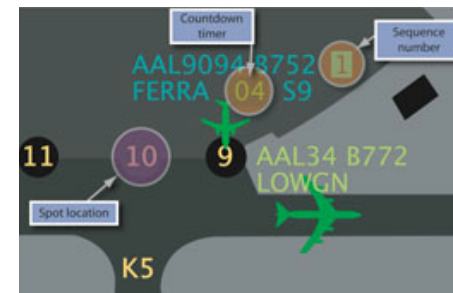 Countdown
timer
Sequence
number
AAL9094 B752 1
FERRA 04 S9
11 10 9 AAL34 B772
LOWGN
Spot location
K5